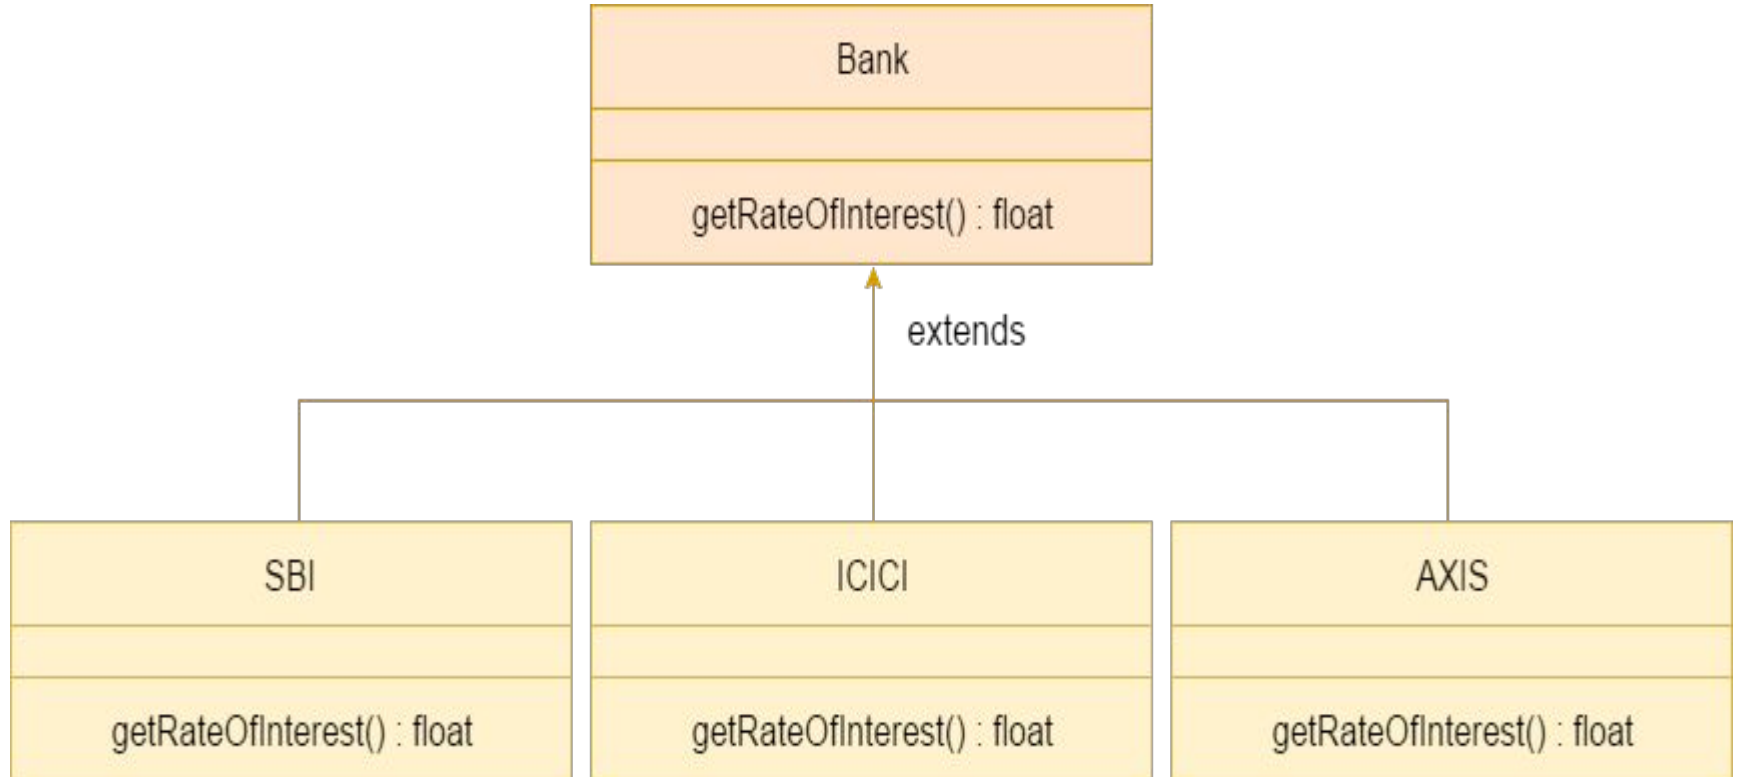 Bank
getRateOfInterest() : float
extends
SBI
getRateOfInterest() : float
ICICI
getRateOfInterest() : float
AXIS
getRateOfInterest() : float